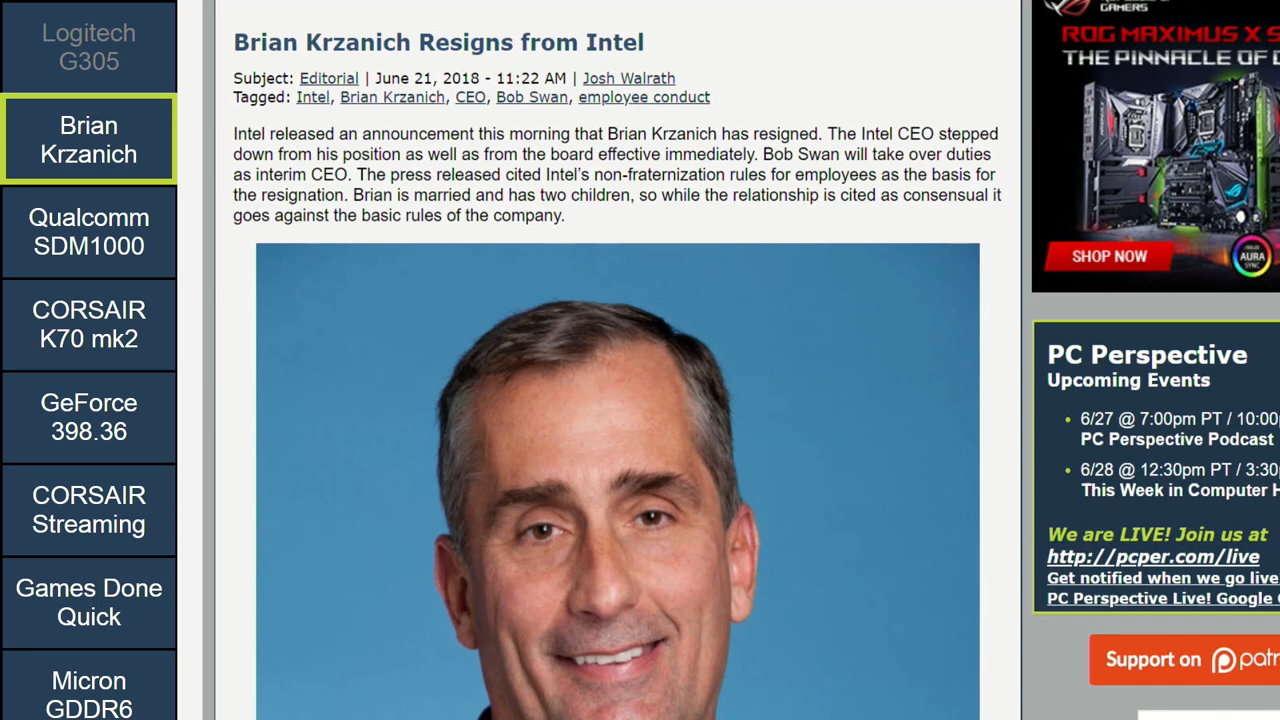 Logitech
G305
Brian
Krzanich
Qualcomm
SDM1000
CORSAIR
K70 mk2
GeForce
398.36
CORSAIR
Streaming
Games Done
Quick
Micron
GDDR6
Brian Krzanich Resigns from Intel
Subject: Editorial | June 21, 2018 - 11:22 AM | Josh Walrath
Tagged: Intel, Brian Krzanich, CEO, Bob Swan, employee conduct
Intel released an announcement this morning that Brian Krzanich has resigned. The Intel CEO stepped
down from his position as well as from the board effective immediately. Bob Swan will take over duties
as interim CEO. The press released cited Intel's non-fraternization rules for employees as the basis for
the resignation. Brian is married and has two children, so while the relationship is cited as consensual it
goes against the basic rules of the company.
GAMERS
ROG MAXIMUS X
THE PINNACLE OF
SHOP NOW
AURA
SYNC
PC Perspective
Upcoming Events
• 6/27 @ 7:00pm PT / 10:00
PC Perspective Podcast
• 6/28 @ 12:30pm PT / 3:30
This Week in Computer H
We are LIVE! Join us at
http://pcper.com/live
Get notified when we go live
PC Perspective Live! Google
Support on patr